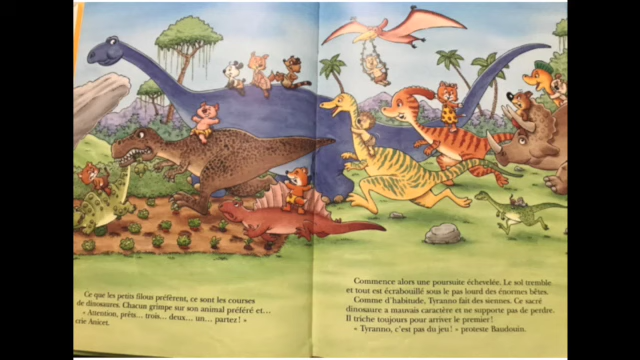 Ce que les petits filous préfèrent, ce sont les courses
de dinosaures. Chacun grimpe sur son animal préféré et…
« Attention, prêts… trois… deux… un… partez ! »
crie Anicet.
Commence alors une poursuite échevelée. Le sol tremble
et tout est écrabouillé sous le pas lourd des énormes bêtes.
Comme d'habitude, Tyranno fait des siennes. Ce sacré
dinosaure a mauvais caractère et ne supporte pas de perdre.
Il triche toujours pour arriver le premier !
« Tyranno, c'est pas du jeu ! » proteste Baudouin.